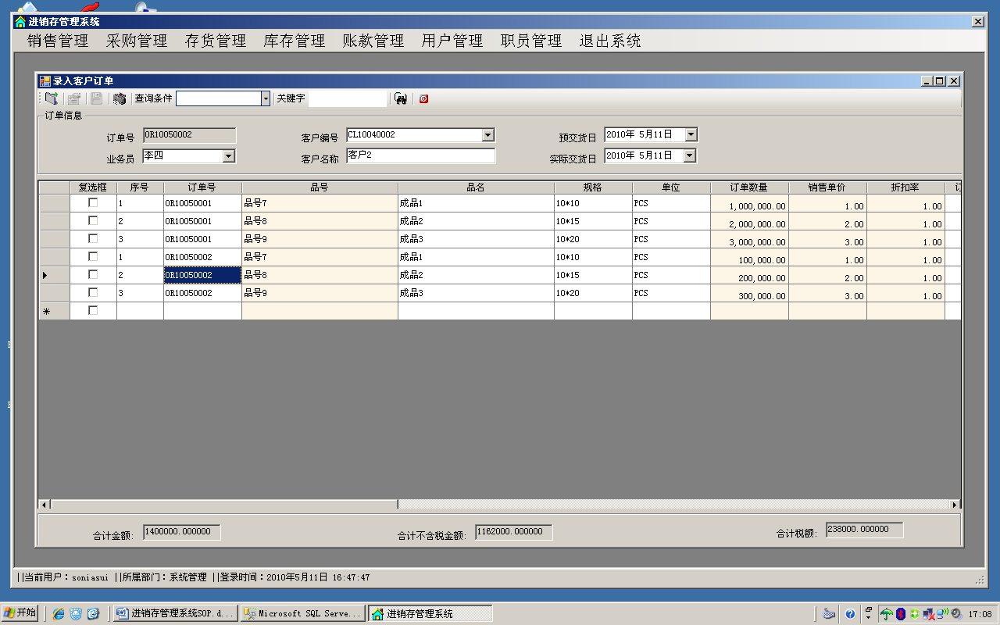 进销存管理系统
销售管理 采购管理 存货管理 库存管理 账款管理 用户管理 职员管理 退出系统
录入客户订单
查询条件 关键字
订单信息
订单号 OR10050002 客户编号 CL10040002 预交货日 2010年 5月11日
业务员 李四 客户名称 客户2 实际交货日 2010年 5月11日
复选框 序号 订单号 品号 品名 规格 单位 订单数量 销售单价 折扣率
1 OR10050001 品号7 成品1 10*10 PCS 1,000,000.00 1.00 1.00
2 OR10050001 品号8 成品2 10*15 PCS 2,000,000.00 2.00 1.00
3 OR10050001 品号9 成品3 10*20 PCS 3,000,000.00 3.00 1.00
1 OR10050002 品号7 成品1 10*10 PCS 100,000.00 1.00 1.00
2 OR10050002 品号8 成品2 10*15 PCS 200,000.00 2.00 1.00
3 OR10050002 品号9 成品3 10*20 PCS 300,000.00 3.00 1.00
合计金额: 1400000.000000 合计不含税金额: 1162000.000000 合计税额: 238000.000000
||当前用户：soniasui ||所属部门：系统管理 ||登录时间：2010年5月11日 16:47:47
开始 进销存管理系统SOP.d... Microsoft SQL Serve... 进销存管理系统 17:08